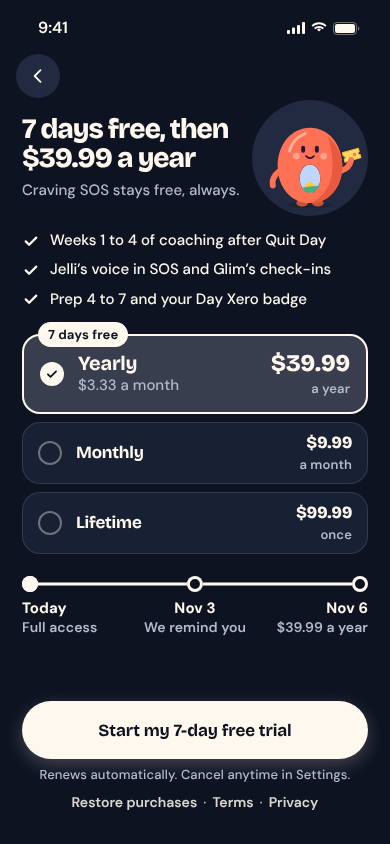 9:41
7 days free, then
$39.99 a year
Craving SOS stays free, always.
Weeks 1 to 4 of coaching after Quit Day
Jelli’s voice in SOS and Glim’s check-ins
Prep 4 to 7 and your Day Xero badge
7 days free
Yearly
$3.33 a month
$39.99
a year
Monthly
$9.99
a month
Lifetime
$99.99
once
Today
Full access
Nov 3
We remind you
Nov 6
$39.99 a year
Start my 7-day free trial
Renews automatically. Cancel anytime in Settings.
Restore purchases · Terms · Privacy